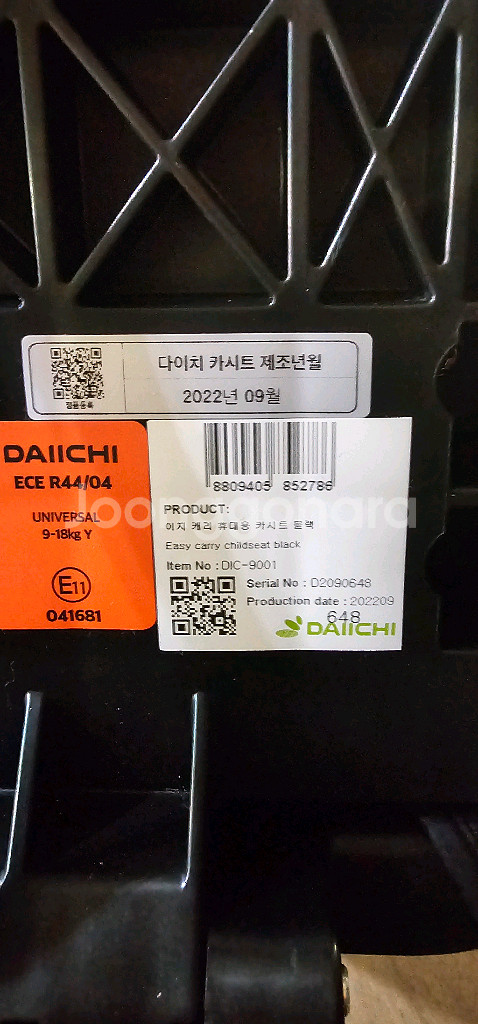 다이치 카시트 제조년월
정품등록
2022년 09월
DAIICHI
ECE R44/04
UNIVERSAL
9-18kg Y
E11
041681
8809405 852786
PRODUCT:
이지 캐리 휴대용 카시트 블랙
Easy carry childseat black
Item No : DIC-9001
Serial No : D2090648
Production date : 202209
648
DAIICHI
Joongonara